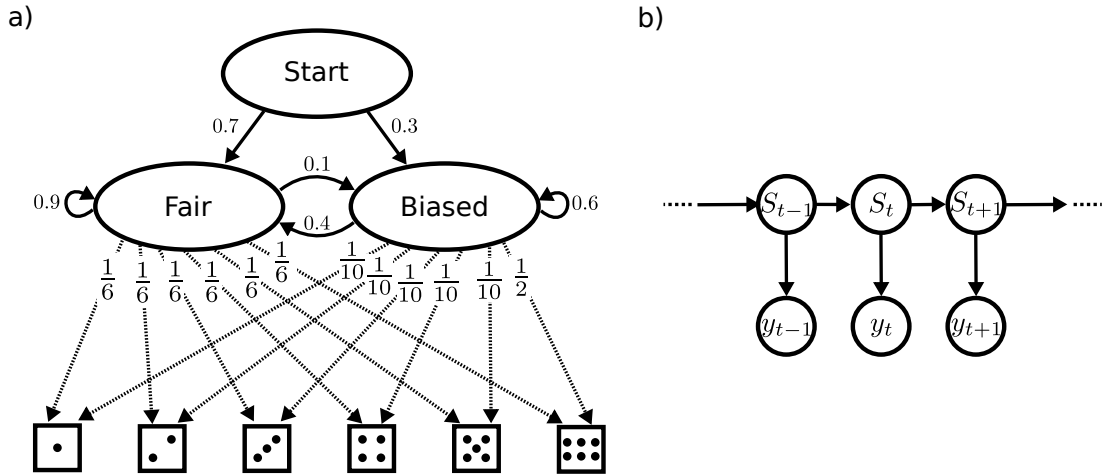 a)
Start
0.7
0.3
0.1
0.9
Fair
Biased
0.6
0.4
1/6 1/6 1/6 1/6 1/6 1/6 1/10 1/10 1/10 1/10 1/10 1/2
b)
S_{t-1} S_t S_{t+1}
y_{t-1} y_t y_{t+1}